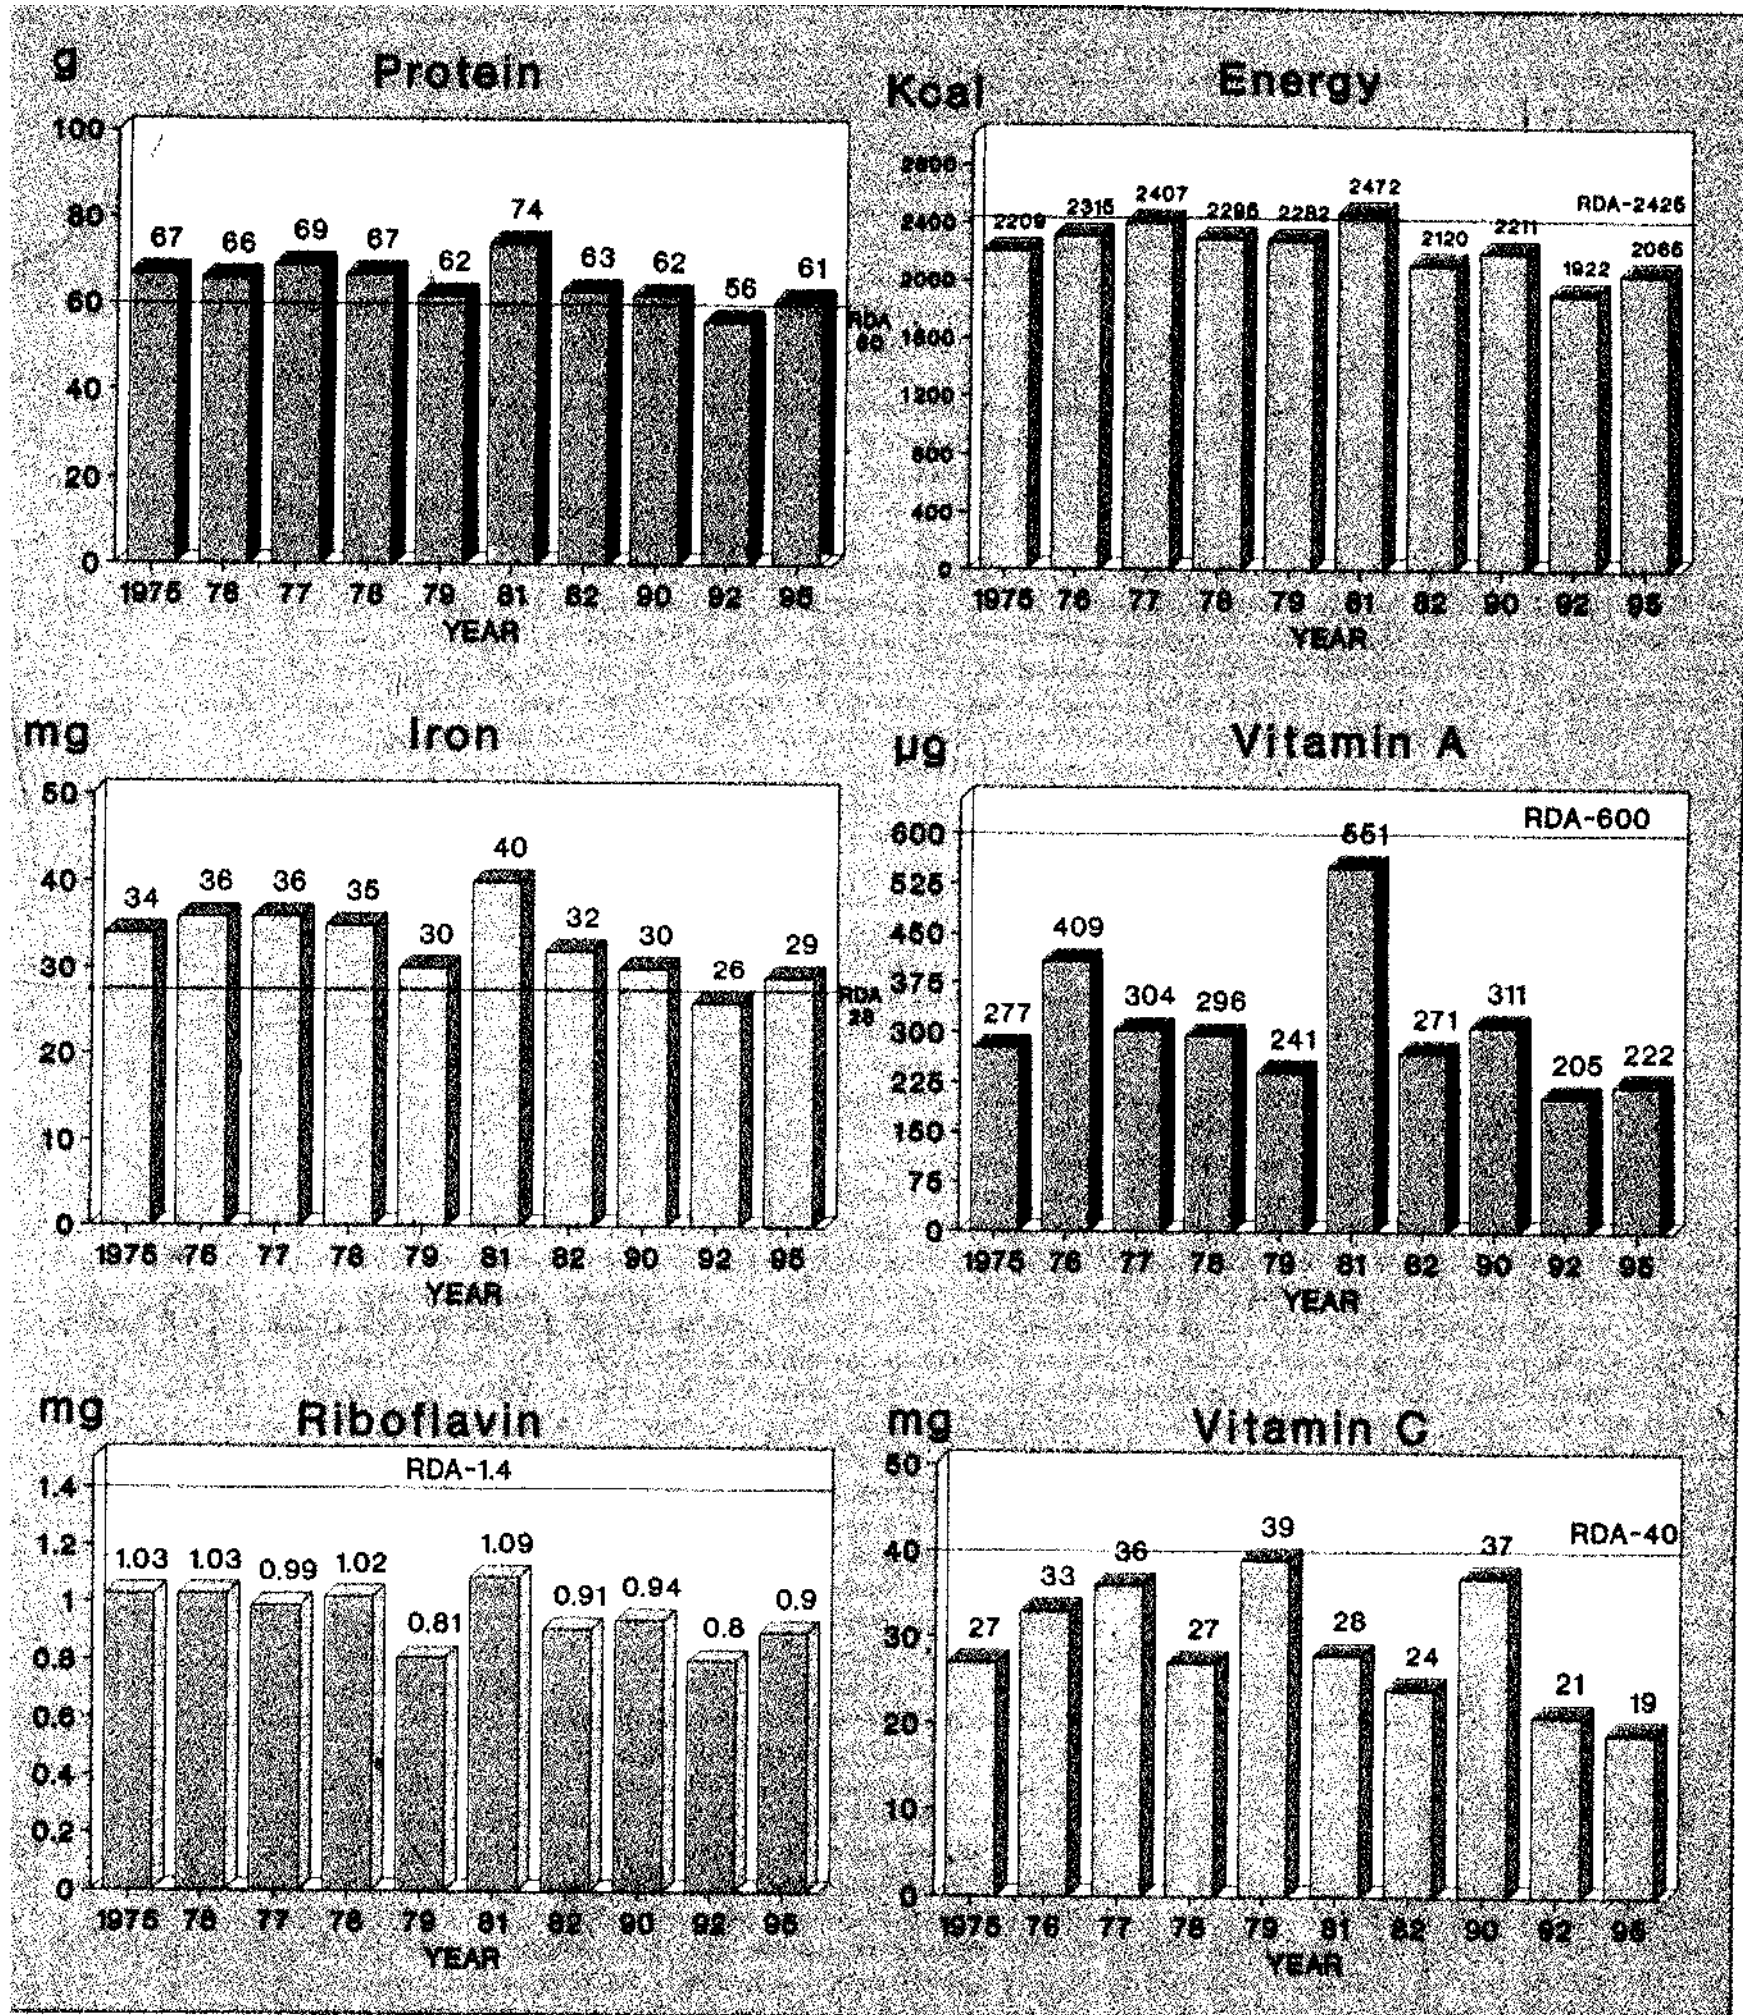 g
Protein
100
80
60
40
20
0
67 66 69 67 62 74 63 62 56 61
RDA
60
1975 76 77 78 79 81 82 90 92 95
YEAR
Kcal
Energy
2800
2400
2000
1600
1200
800
400
0
2209 2315 2407 2295 2282 2472 2120 2211 1922 2065
RDA-2425
1975 76 77 78 79 81 82 90 92 95
YEAR
mg
Iron
50
40
30
20
10
0
34 36 36 35 30 40 32 30 26 29
RDA
28
1975 76 77 78 79 81 82 90 92 95
YEAR
µg
Vitamin A
600
525
450
375
300
225
150
75
0
277 409 304 296 241 551 271 311 205 222
RDA-600
1975 76 77 78 79 81 82 90 92 95
YEAR
mg
Riboflavin
1.4
1.2
1
0.8
0.6
0.4
0.2
0
RDA-1.4
1.03 1.03 0.99 1.02 0.81 1.09 0.91 0.94 0.8 0.9
1975 76 77 78 79 81 82 90 92 95
YEAR
mg
Vitamin C
50
40
30
20
10
0
27 33 36 27 39 28 24 37 21 19
RDA-40
1975 76 77 78 79 81 82 90 92 95
YEAR